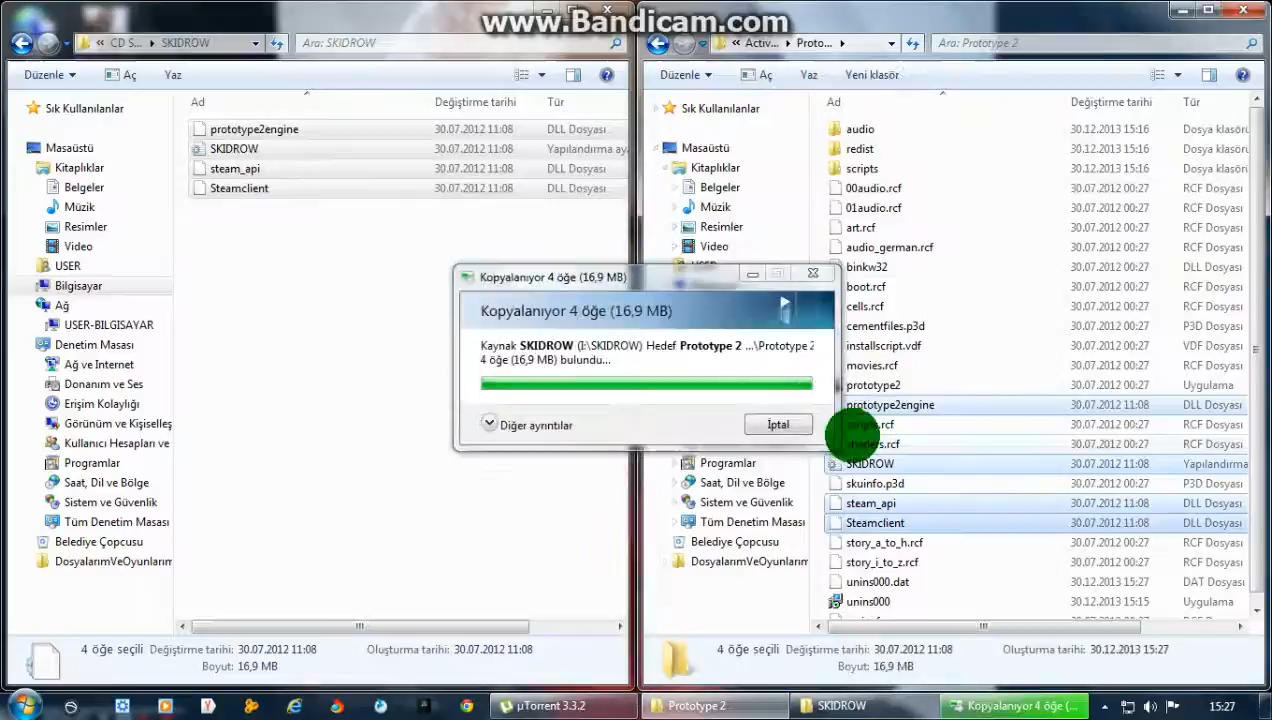 www.Bandicam.com
« CD S... ▸ SKIDROW
Ara: SKIDROW
Düzenle
Aç
Yaz
Sık Kullanılanlar
Masaüstü
Kitaplıklar
Belgeler
Müzik
Resimler
Video
USER
Bilgisayar
Ağ
USER-BILGISAYAR
Denetim Masası
Ağ ve Internet
Donanım ve Ses
Erişim Kolaylığı
Görünüm ve Kişiselleş
Kullanıcı Hesapları ve
Programlar
Saat, Dil ve Bölge
Sistem ve Güvenlik
Tüm Denetim Masası
Belediye Çopcusu
DosyalarımVeOyunlarım
Ad Değiştirme tarihi Tür
prototype2engine 30.07.2012 11:08 DLL Dosyası
SKIDROW 30.07.2012 11:08 Yapılandırma aya
steam_api 30.07.2012 11:08 DLL Dosyası
Steamclient 30.07.2012 11:08 DLL Dosyası
4 öğe seçili Değiştirme tarihi: 30.07.2012 11:08 Oluşturma tarihi: 30.07.2012 11:08
Boyut: 16,9 MB
« Activ... ▸ Proto... ▸
Ara: Prototype 2
Düzenle
Aç
Yaz
Yeni klasör
Sık Kullanılanlar
Masaüstü
Kitaplıklar
Belgeler
Müzik
Resimler
Video
Programlar
Saat, Dil ve Bölge
Sistem ve Güvenlik
Tüm Denetim Masası
Belediye Çopcusu
DosyalarımVeOyunlarım
Ad Değiştirme tarihi Tür
audio 30.12.2013 15:16 Dosya klasörü
redist 30.12.2013 15:16 Dosya klasörü
scripts 30.12.2013 15:16 Dosya klasörü
00audio.rcf 30.07.2012 00:27 RCF Dosyası
01audio.rcf 30.07.2012 00:27 RCF Dosyası
art.rcf 30.07.2012 00:27 RCF Dosyası
audio_german.rcf 30.07.2012 00:27 RCF Dosyası
binkw32 30.07.2012 00:27 DLL Dosyası
boot.rcf 30.07.2012 00:27 RCF Dosyası
cells.rcf 30.07.2012 00:27 RCF Dosyası
cementfiles.p3d 30.07.2012 00:27 P3D Dosyası
installscript.vdf 30.07.2012 00:27 VDF Dosyası
movies.rcf 30.07.2012 00:27 RCF Dosyası
prototype2 30.07.2012 00:27 Uygulama
prototype2engine 30.07.2012 11:08 DLL Dosyası
scripts.rcf 30.07.2012 00:27 RCF Dosyası
shaders.rcf 30.07.2012 00:27 RCF Dosyası
SKIDROW 30.07.2012 11:08 Yapılandırma
skuinfo.p3d 30.07.2012 00:27 P3D Dosyası
steam_api 30.07.2012 11:08 DLL Dosyası
Steamclient 30.07.2012 11:08 DLL Dosyası
story_a_to_h.rcf 30.07.2012 00:27 RCF Dosyası
story_i_to_z.rcf 30.07.2012 00:27 RCF Dosyası
unins000.dat 30.12.2013 15:27 DAT Dosyası
unins000 30.12.2013 15:15 Uygulama
4 öğe seçili Değiştirme tarihi: 30.07.2012 11:08 Oluşturma tarihi: 30.12.2013 15:27
Boyut: 16,9 MB
Kopyalanıyor 4 öğe (16,9 MB)
Kopyalanıyor 4 öğe (16,9 MB)
Kaynak SKIDROW (I:\SKIDROW) Hedef Prototype 2 ...\Prototype 2
4 öğe (16,9 MB) bulundu...
Diğer ayrıntılar
İptal
µTorrent 3.3.2
Prototype 2
SKIDROW
Kopyalanıyor 4 öğe (...
15:27